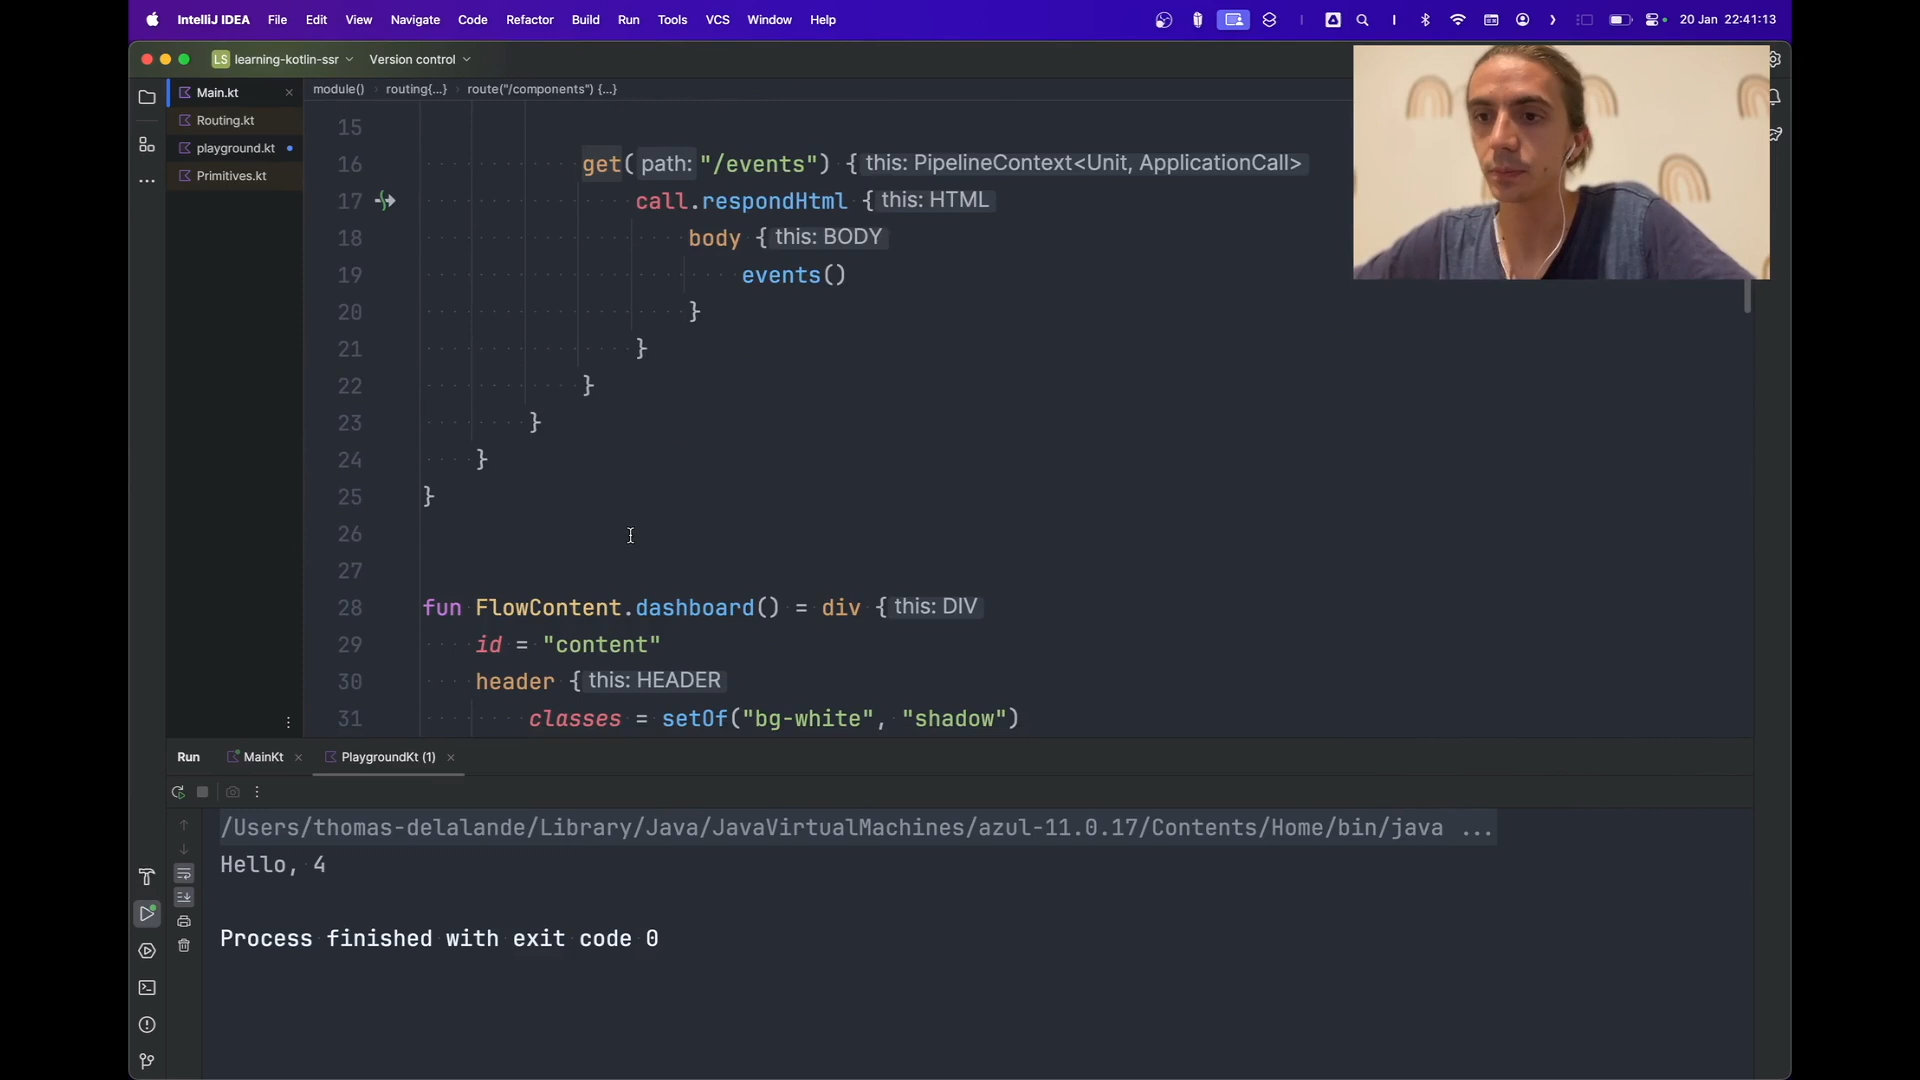 IntelliJ IDEA File Edit View Navigate Code Refactor Build Run Tools VCS Window Help 20 Jan 22:41:13
LS learning-kotlin-ssr Version control
Main.kt
Routing.kt
playground.kt
Primitives.kt
module() › routing{...} › route("/components") {...}
15
16 get( path: "/events") { this: PipelineContext<Unit, ApplicationCall>
17 call.respondHtml { this: HTML
18 body { this: BODY
19 events()
20 }
21 }
22 }
23 }
24 }
25 }
26
27
28 fun FlowContent.dashboard() = div { this: DIV
29 id = "content"
30 header { this: HEADER
31 classes = setOf("bg-white", "shadow")
Run MainKt PlaygroundKt (1)
/Users/thomas-delalande/Library/Java/JavaVirtualMachines/azul-11.0.17/Contents/Home/bin/java ...
Hello, 4
Process finished with exit code 0